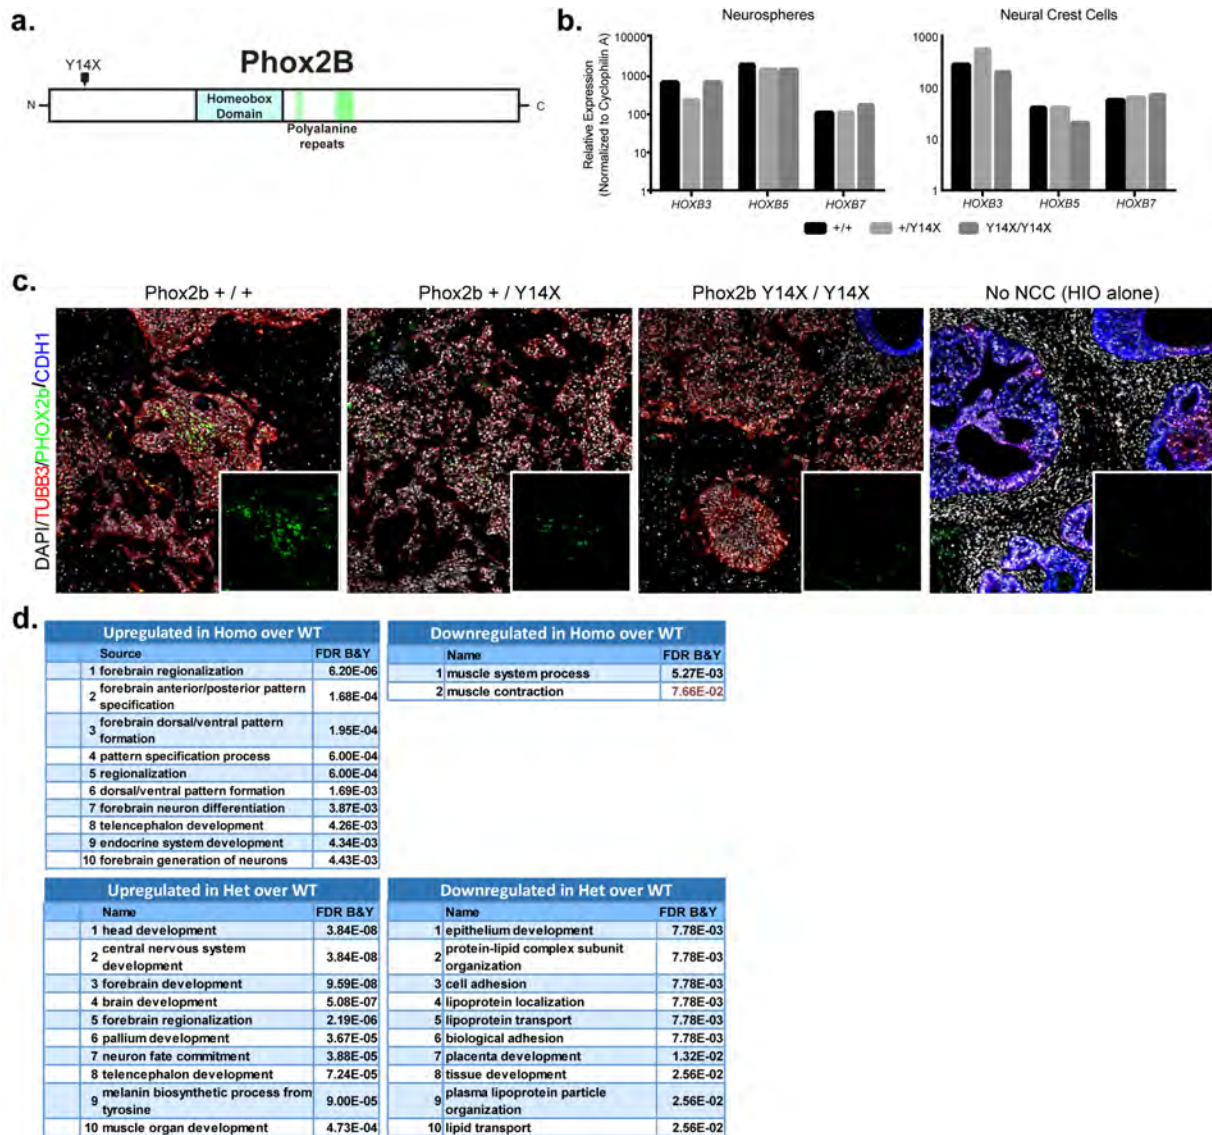 a.
Phox2B
Y14X
N
Homeobox
Domain
C
Polyalanine
repeats
b.
Neurospheres
Relative Expression
(Normalized to Cyclophilin A)
10000
1000
100
10
1
HOXB3
HOXB5
HOXB7
Neural Crest Cells
1000
100
10
1
HOXB3
HOXB5
HOXB7
+/+
+/Y14X
Y14X/Y14X
c.
DAPI/TUBB3/PHOX2b/CDH1
Phox2b + / +
Phox2b + / Y14X
Phox2b Y14X / Y14X
No NCC (HIO alone)
d.
Upregulated in Homo over WT
Source FDR B&Y
1 forebrain regionalization 6.20E-06
2 forebrain anterior/posterior pattern
specification 1.68E-04
3 forebrain dorsal/ventral pattern
formation 1.95E-04
4 pattern specification process 6.00E-04
5 regionalization 6.00E-04
6 dorsal/ventral pattern formation 1.69E-03
7 forebrain neuron differentiation 3.87E-03
8 telencephalon development 4.26E-03
9 endocrine system development 4.34E-03
10 forebrain generation of neurons 4.43E-03
Downregulated in Homo over WT
Name FDR B&Y
1 muscle system process 5.27E-03
2 muscle contraction 7.66E-02
Upregulated in Het over WT
Name FDR B&Y
1 head development 3.84E-08
2 central nervous system
development 3.84E-08
3 forebrain development 9.59E-08
4 brain development 5.08E-07
5 forebrain regionalization 2.19E-06
6 pallium development 3.67E-05
7 neuron fate commitment 3.88E-05
8 telencephalon development 7.24E-05
9 melanin biosynthetic process from
tyrosine 9.00E-05
10 muscle organ development 4.73E-04
Downregulated in Het over WT
Name FDR B&Y
1 epithelium development 7.78E-03
2 protein-lipid complex subunit
organization 7.78E-03
3 cell adhesion 7.78E-03
4 lipoprotein localization 7.78E-03
5 lipoprotein transport 7.78E-03
6 biological adhesion 7.78E-03
7 placenta development 1.32E-02
8 tissue development 2.56E-02
9 plasma lipoprotein particle
organization 2.56E-02
10 lipid transport 2.56E-02